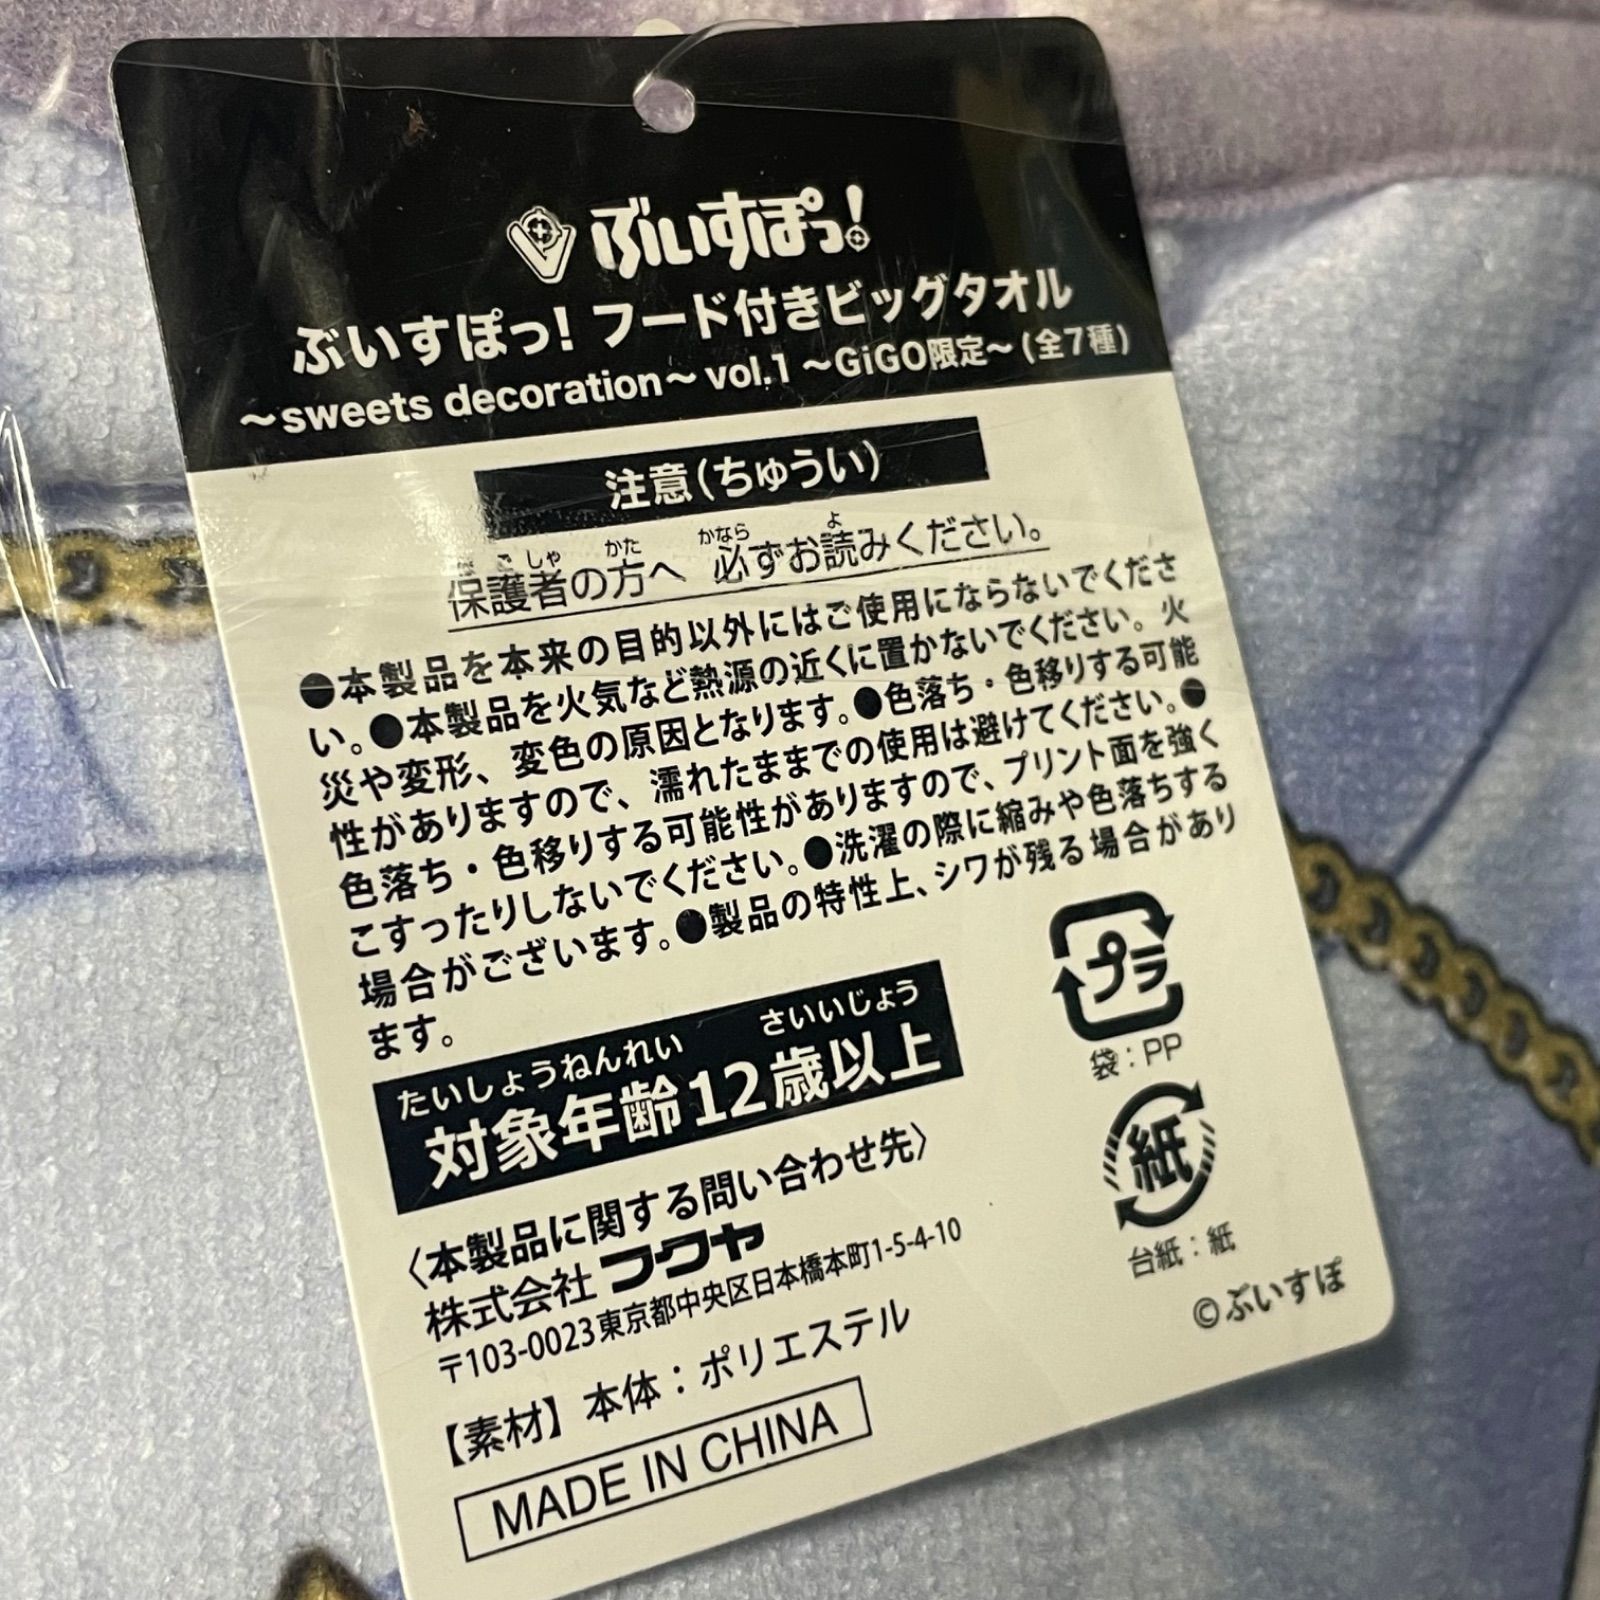 ぶいすぽっ!
ぶいすぽっ! フード付きビッグタオル
~sweets decoration~ vol.1 ~GiGO限定~ (全7種)
注意(ちゅうい)
保護者の方へ 必ずお読みください。
●本製品を本来の目的以外にはご使用にならないでくださ
い。●本製品を火気など熱源の近くに置かないでください。火
災や変形、変色の原因となります。●色落ち・色移りする可能
性がありますので、濡れたままでの使用は避けてください。●
色落ち・色移りする可能性がありますので、プリント面を強く
こすったりしないでください。●洗濯の際に縮みや色落ちする
場合がございます。●製品の特性上、シワが残る場合があり
ます。
プラ
袋:PP
たいしょうねんれい さいいじょう
対象年齢12歳以上
紙
台紙:紙
〈本製品に関する問い合わせ先〉
株式会社 フクヤ
〒103-0023東京都中央区日本橋本町1-5-4-10
©ぶいすぽ
【素材】 本体:ポリエステル
MADE IN CHINA